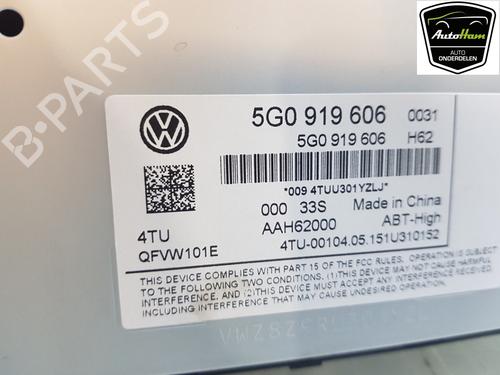 AutoHam
AUTO
ONDERDELEN
B-PARTS
5G0 919 606 0031
5G0 919 606 H62
*009 4TUU301YZLJ*
000 33S Made in China
4TU AAH62000 ABT-High
QFVW101E 4TU-00104.05.151U310152
THIS DEVICE COMPLIES WITH PART 15 OF THE FCC RULES. OPERATION IS SUBJECT
TO THE FOLLOWING TWO CONDITIONS.(1)THIS DEVICE MAY NOT CAUSE HARMFUL
INTERFERENCE AND (2) THIS DEVICE MUST ACCEPT ANY INTERFERENCE
THAT MAY CAUSE UNDESIRED OPERATION.